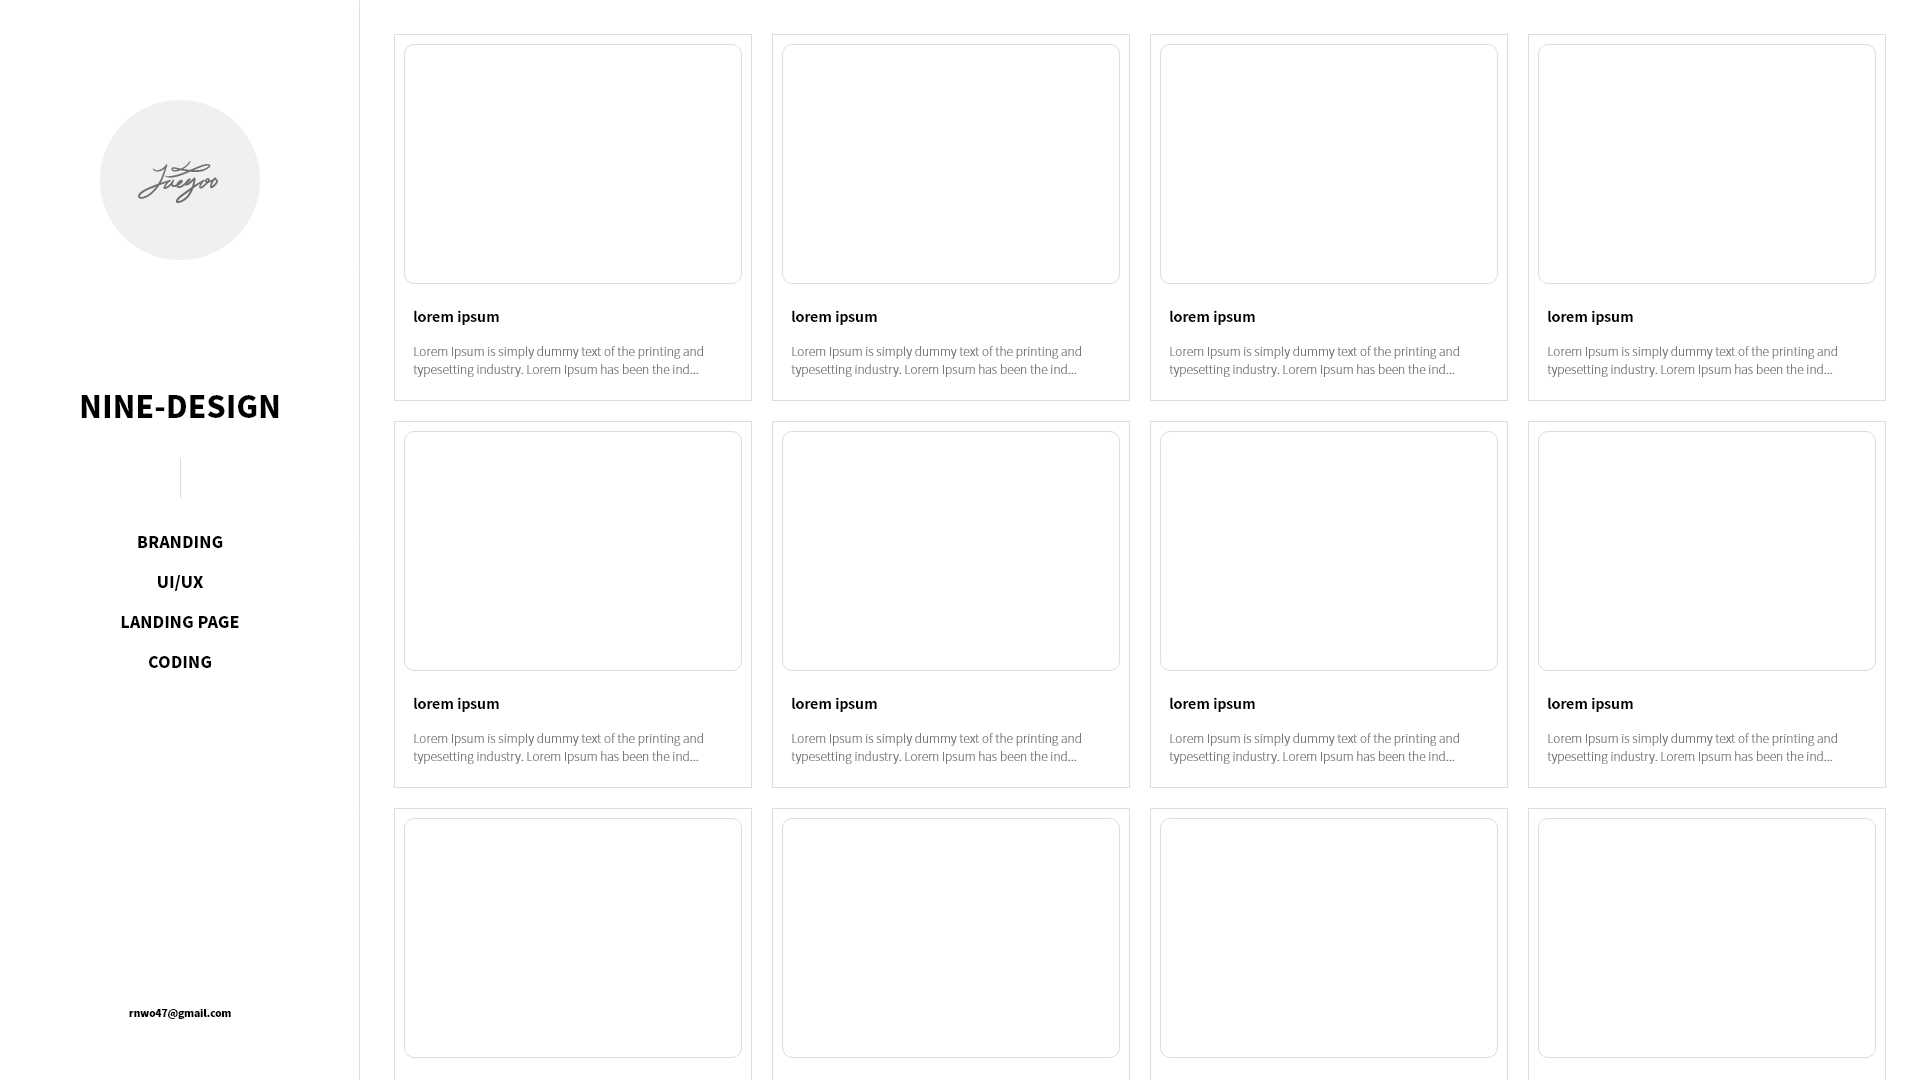 Jaeyoo
NINE-DESIGN
BRANDING
UI/UX
LANDING PAGE
CODING
rnwo47@gmail.com
lorem ipsum
Lorem Ipsum is simply dummy text of the printing and
typesetting industry. Lorem Ipsum has been the ind...
lorem ipsum
Lorem Ipsum is simply dummy text of the printing and
typesetting industry. Lorem Ipsum has been the ind...
lorem ipsum
Lorem Ipsum is simply dummy text of the printing and
typesetting industry. Lorem Ipsum has been the ind...
lorem ipsum
Lorem Ipsum is simply dummy text of the printing and
typesetting industry. Lorem Ipsum has been the ind...
lorem ipsum
Lorem Ipsum is simply dummy text of the printing and
typesetting industry. Lorem Ipsum has been the ind...
lorem ipsum
Lorem Ipsum is simply dummy text of the printing and
typesetting industry. Lorem Ipsum has been the ind...
lorem ipsum
Lorem Ipsum is simply dummy text of the printing and
typesetting industry. Lorem Ipsum has been the ind...
lorem ipsum
Lorem Ipsum is simply dummy text of the printing and
typesetting industry. Lorem Ipsum has been the ind...